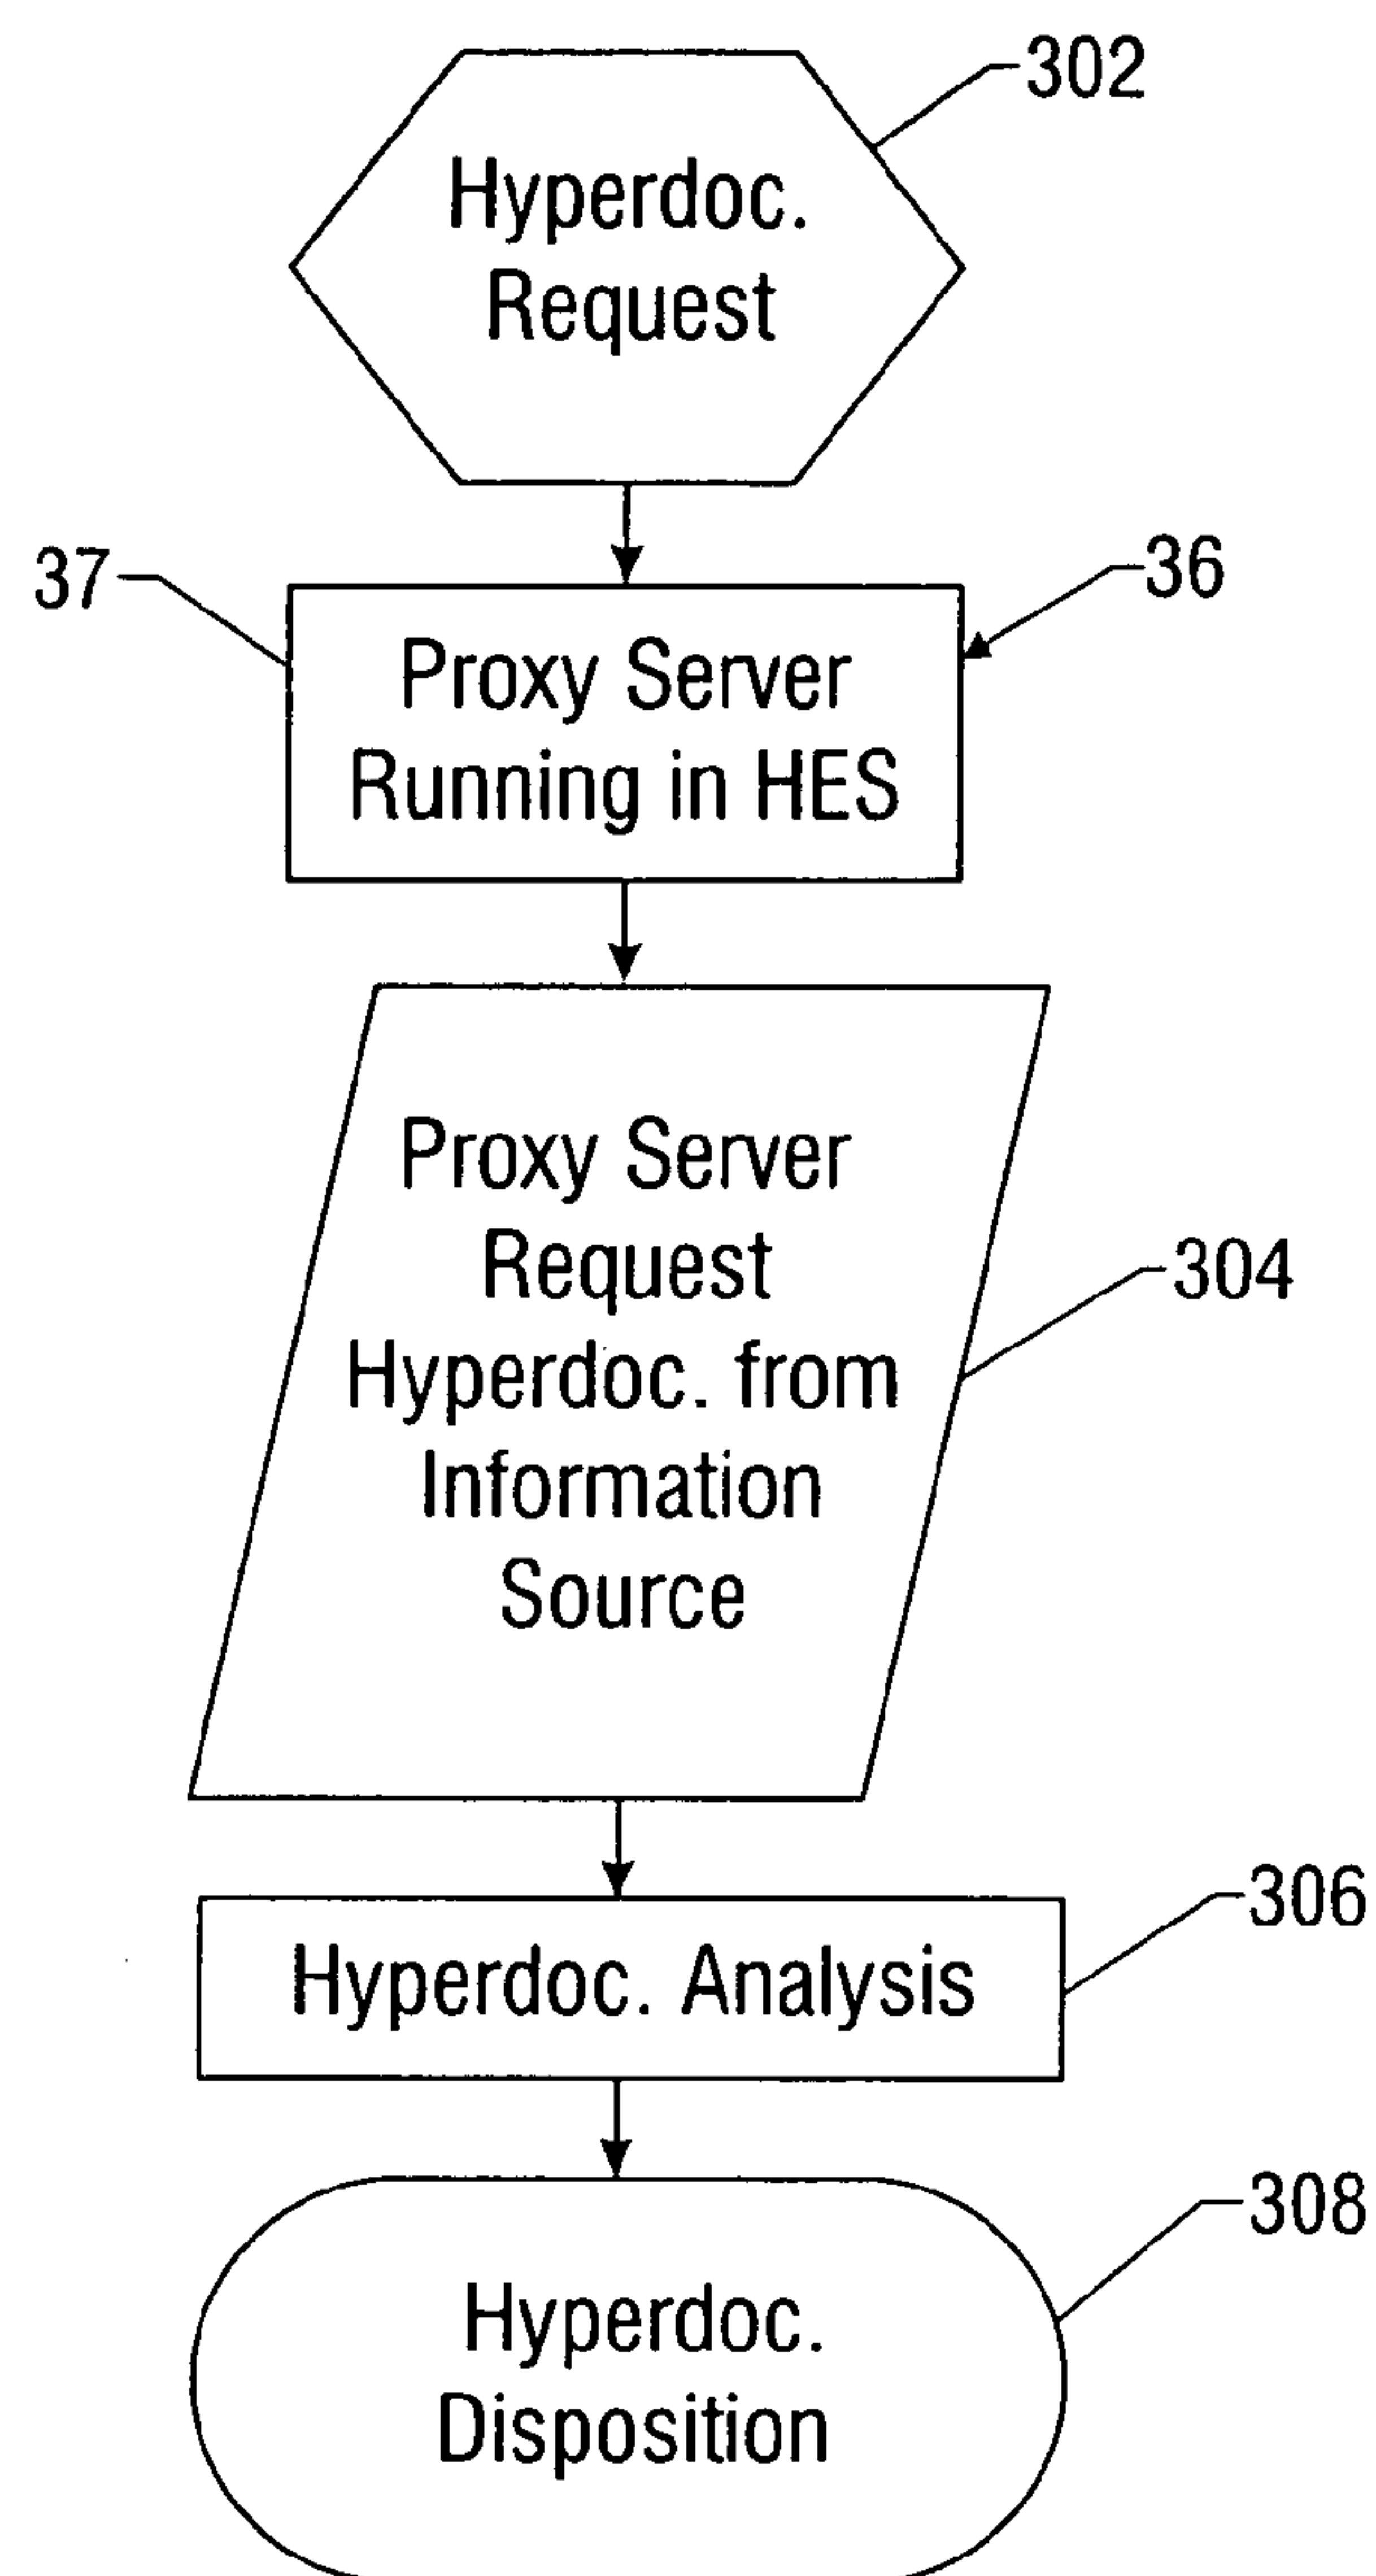 302
Hyperdoc.
Request
37
36
Proxy Server
Running in HES
Proxy Server
Request
304
Hyperdoc. from
Information
Source
306
Hyperdoc. Analysis
308
Hyperdoc.
Disposition